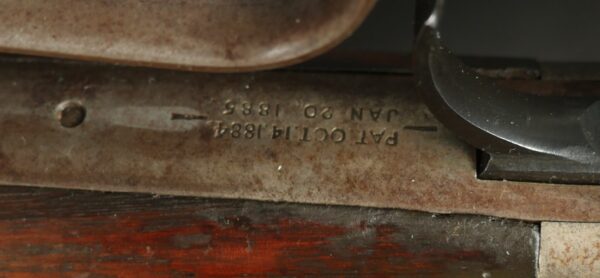 PAT. OCT. 14, 1884.
JAN. 20, 1885.